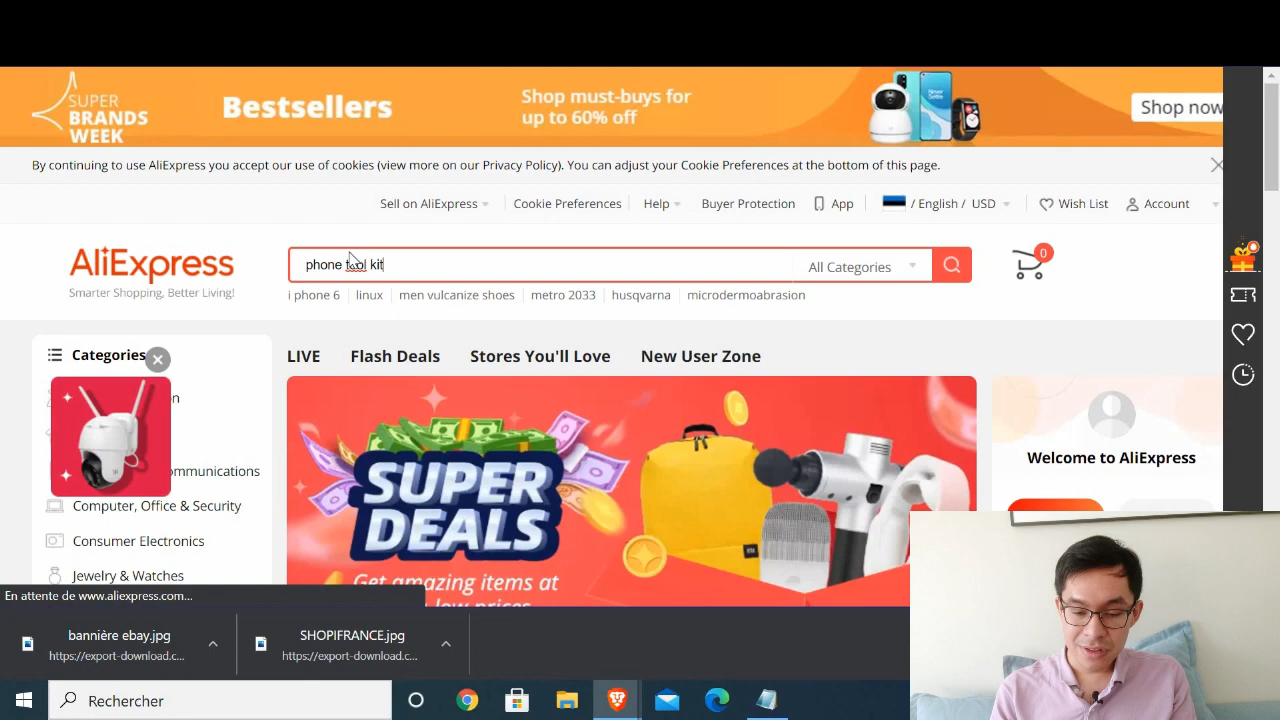 SUPER
BRANDS
WEEK
Bestsellers
Shop must-buys for
up to 60% off
Shop now
By continuing to use AliExpress you accept our use of cookies (view more on our Privacy Policy). You can adjust your Cookie Preferences at the bottom of this page.
Sell on AliExpress
Cookie Preferences
Help
Buyer Protection
App
/ English / USD
Wish List
Account
AliExpress
Smarter Shopping, Better Living!
phone tool kit
All Categories
0
i phone 6
linux
men vulcanize shoes
metro 2033
husqvarna
microdermoabrasion
Categories
LIVE
Flash Deals
Stores You'll Love
New User Zone
Computer, Office & Security
Consumer Electronics
Jewelry & Watches
SUPER
DEALS
Get amazing items at
Welcome to AliExpress
En attente de www.aliexpress.com...
bannière ebay.jpg
https://export-download.c...
SHOPIFRANCE.jpg
https://export-download.c...
Rechercher